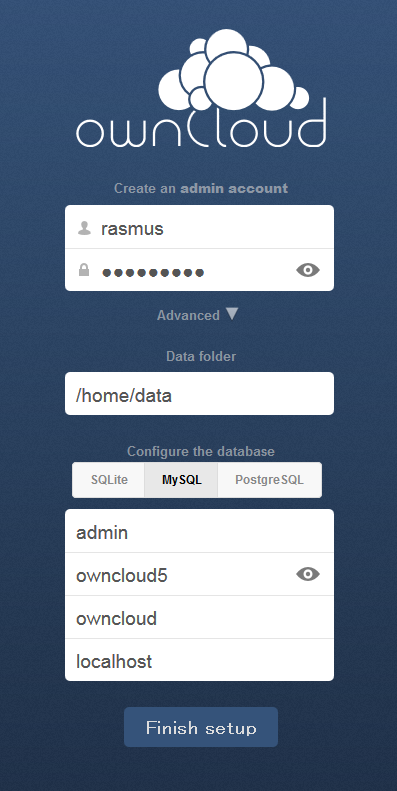 ownCloud
Create an admin account
rasmus
●●●●●●●●●
Advanced ▼
Data folder
/home/data
Configure the database
SQLite MySQL PostgreSQL
admin
owncloud5
owncloud
localhost
Finish setup